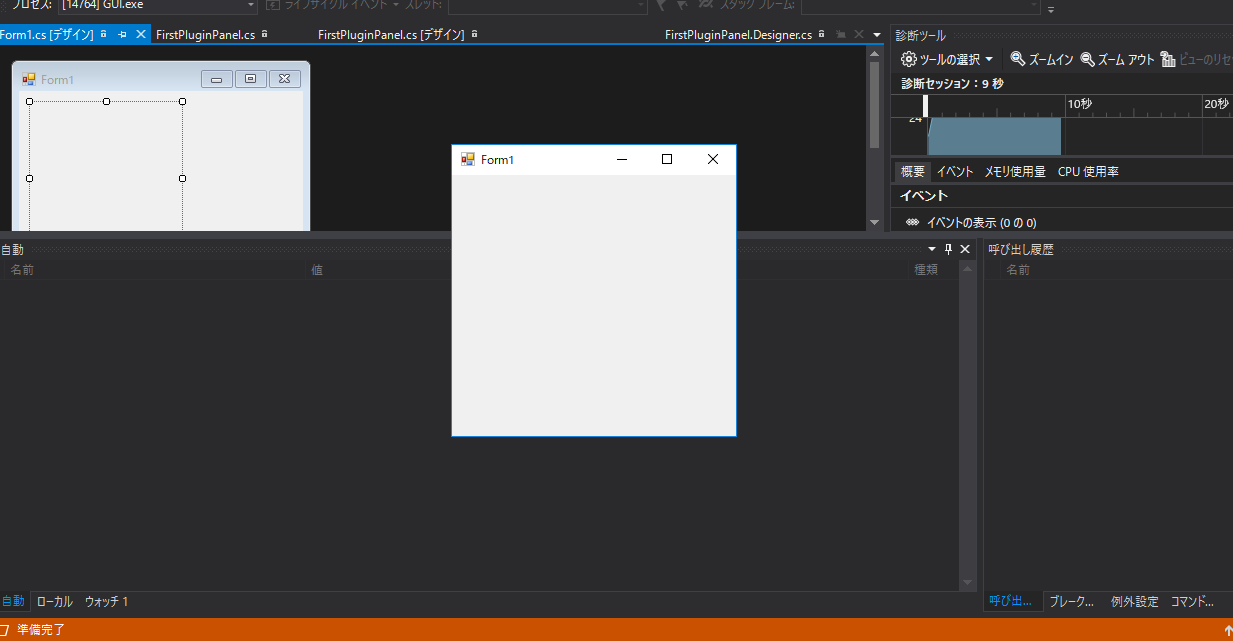 プロセス: [14764] GUI.exe ライフサイクル イベント スレッド: スタック フレーム:
Form1.cs [デザイン] FirstPluginPanel.cs FirstPluginPanel.cs [デザイン] FirstPluginPanel.Designer.cs
診断ツール
ツールの選択 ズームイン ズーム アウト ビューのリセ
診断セッション : 9 秒
10秒 20秒
24
Form1
Form1
概要 イベント メモリ使用量 CPU 使用率
イベント
イベントの表示 (0 の 0)
自動
名前 値 種類
呼び出し履歴
名前
自動 ローカル ウォッチ 1
呼び出... ブレーク... 例外設定 コマンド...
準備完了